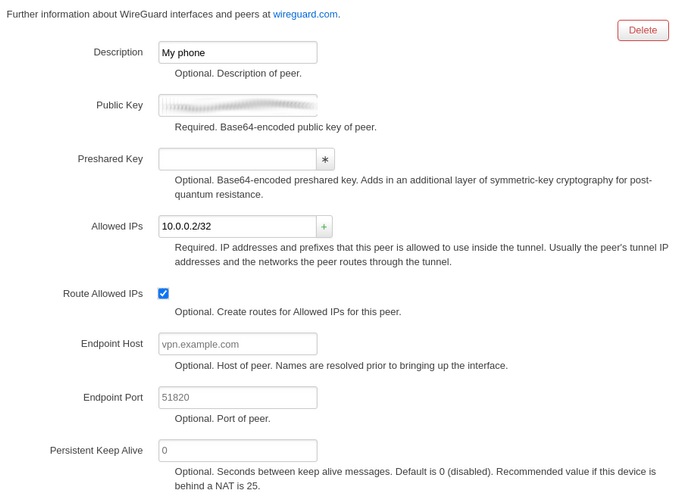 Further information about WireGuard interfaces and peers at wireguard.com.
Delete
Description
My phone
Optional. Description of peer.
Public Key
Required. Base64-encoded public key of peer.
Preshared Key
*
Optional. Base64-encoded preshared key. Adds in an additional layer of symmetric-key cryptography for post-
quantum resistance.
Allowed IPs
10.0.0.2/32
+
Required. IP addresses and prefixes that this peer is allowed to use inside the tunnel. Usually the peer's tunnel IP
addresses and the networks the peer routes through the tunnel.
Route Allowed IPs
Optional. Create routes for Allowed IPs for this peer.
Endpoint Host
vpn.example.com
Optional. Host of peer. Names are resolved prior to bringing up the interface.
Endpoint Port
51820
Optional. Port of peer.
Persistent Keep Alive
0
Optional. Seconds between keep alive messages. Default is 0 (disabled). Recommended value if this device is
behind a NAT is 25.